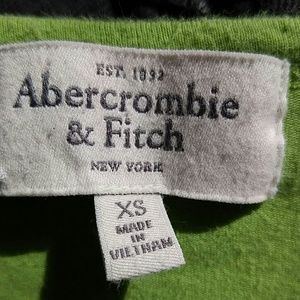 EST. 1892
Abercrombie
& Fitch
NEW YORK
XS
MADE
IN
VIETNAM